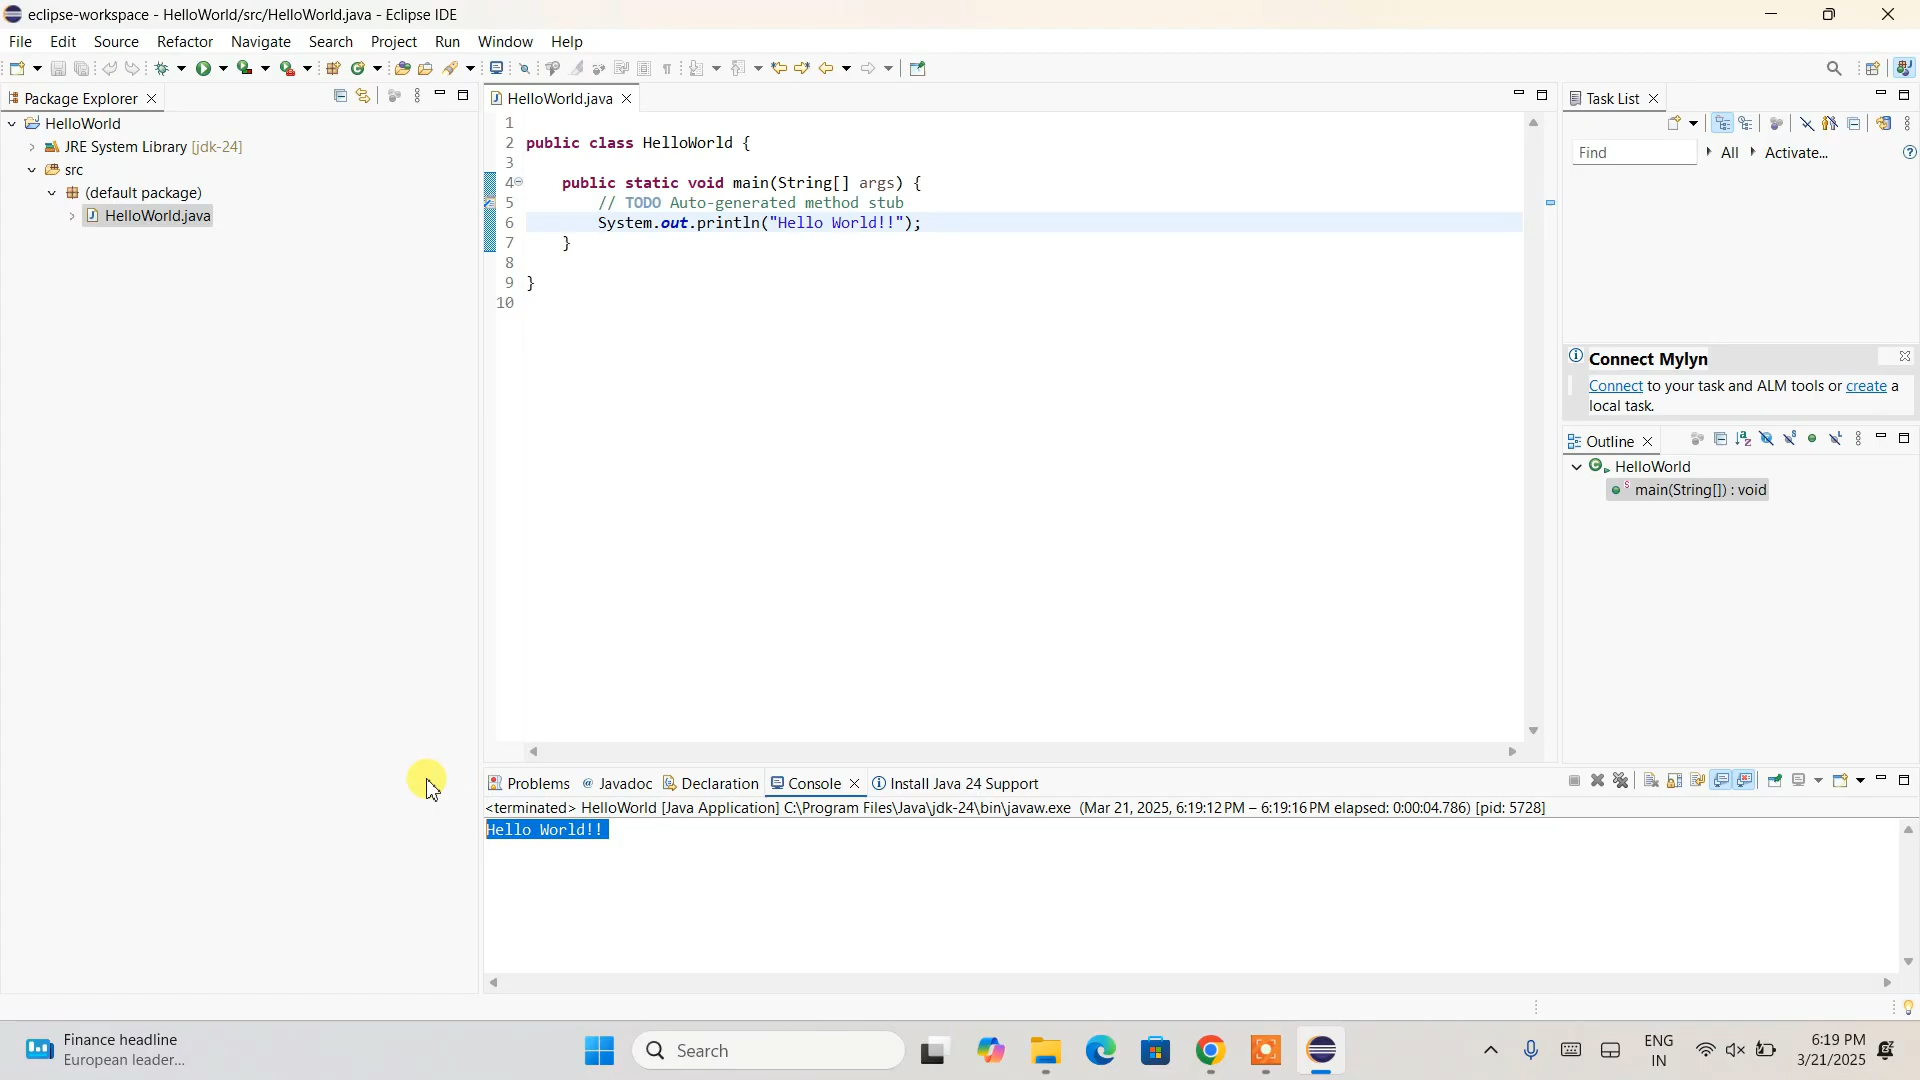 eclipse-workspace - HelloWorld/src/HelloWorld.java - Eclipse IDE
File Edit Source Refactor Navigate Search Project Run Window Help
Package Explorer
HelloWorld
JRE System Library [jdk-24]
src
(default package)
HelloWorld.java
HelloWorld.java
1
2 public class HelloWorld {
3
4 public static void main(String[] args) {
5 // TODO Auto-generated method stub
6 System.out.println("Hello World!!");
7 }
8
9 }
10
Task List
Find All Activate...
Connect Mylyn
Connect to your task and ALM tools or create a
local task.
Outline
HelloWorld
main(String[]) : void
Problems Javadoc Declaration Console Install Java 24 Support
<terminated> HelloWorld [Java Application] C:\Program Files\Java\jdk-24\bin\javaw.exe (Mar 21, 2025, 6:19:12 PM – 6:19:16 PM elapsed: 0:00:04.786) [pid: 5728]
Hello World!!
Finance headline
European leader...
Search
ENG
IN
6:19 PM
3/21/2025